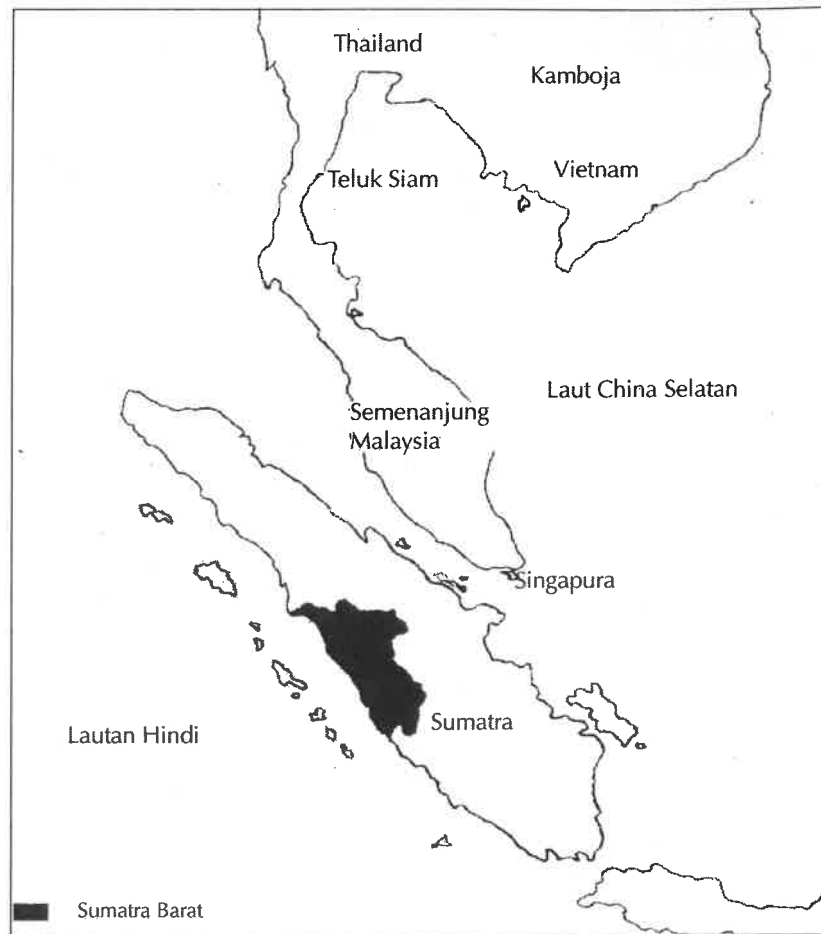 Thailand
Kamboja
Vietnam
Teluk Siam
Laut China Selatan
Semenanjung
Malaysia
Singapura
Sumatra
Lautan Hindi
Sumatra Barat